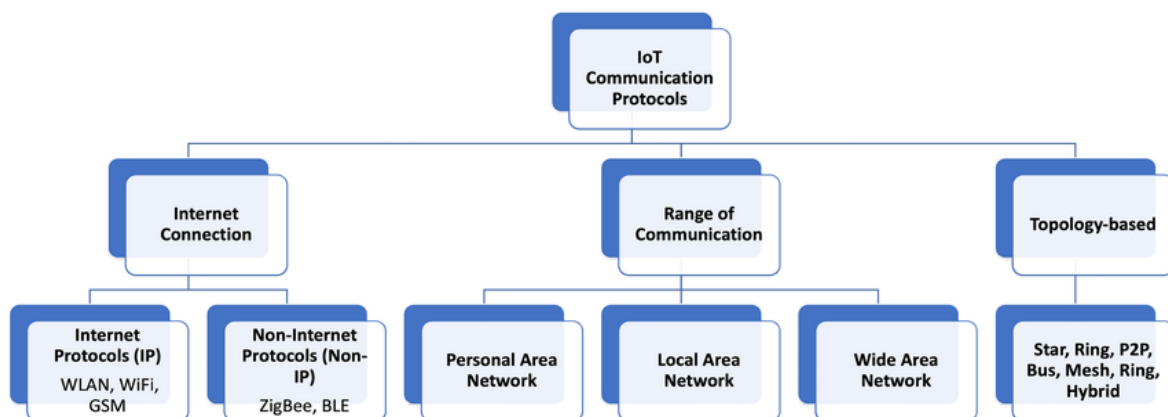 IoT
Communication
Protocols
Internet
Connection
Range of
Communication
Topology-based
Internet
Protocols (IP)
WLAN, WiFi,
GSM
Non-Internet
Protocols (Non-
IP)
ZigBee, BLE
Personal Area
Network
Local Area
Network
Wide Area
Network
Star, Ring, P2P,
Bus, Mesh, Ring,
Hybrid